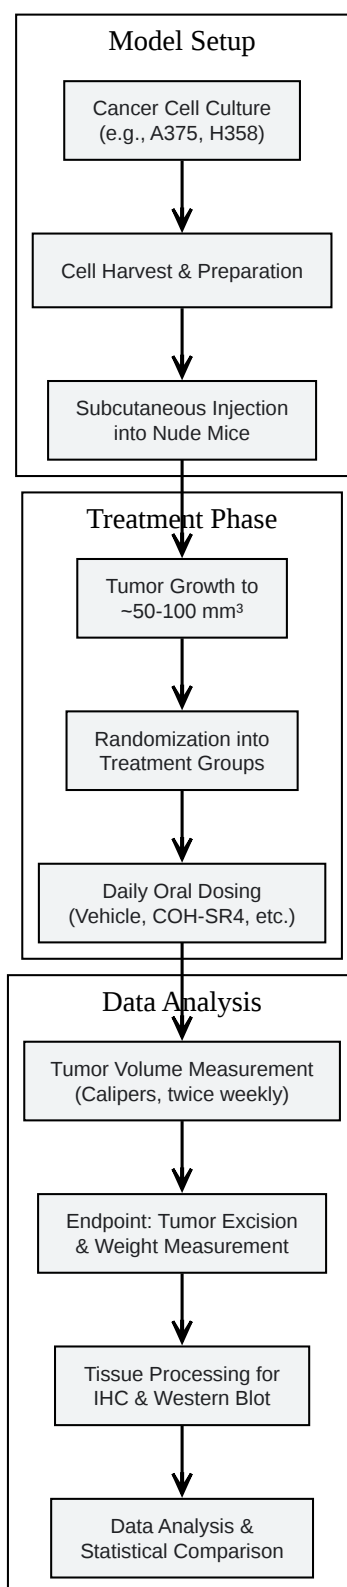 Model Setup
Cancer Cell Culture
(e.g., A375, H358)
Cell Harvest & Preparation
Subcutaneous Injection
into Nude Mice
Treatment Phase
Tumor Growth to
~50-100 mm³
Randomization into
Treatment Groups
Daily Oral Dosing
(Vehicle, COH-SR4, etc.)
Data Analysis
Tumor Volume Measurement
(Calipers, twice weekly)
Endpoint: Tumor Excision
& Weight Measurement
Tissue Processing for
IHC & Western Blot
Data Analysis &
Statistical Comparison